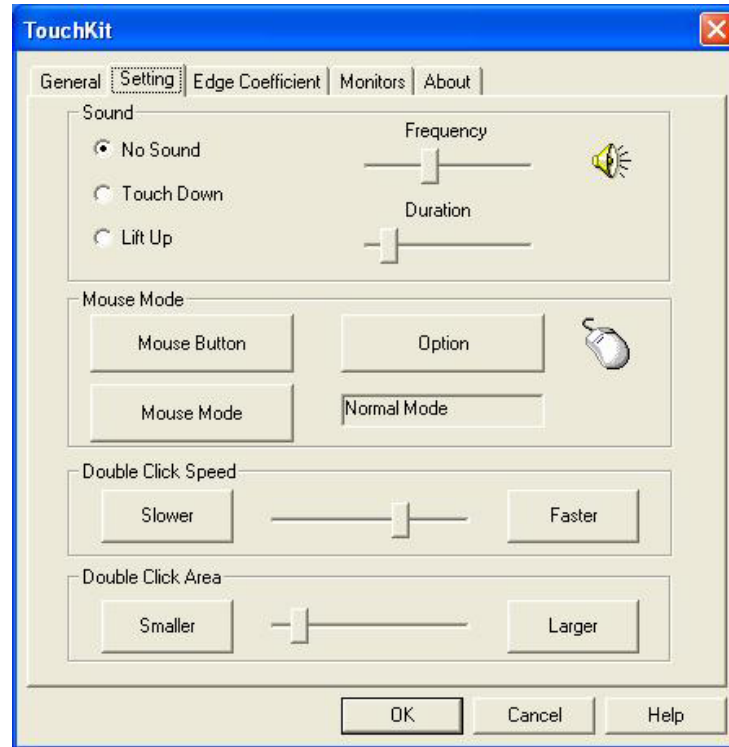 TouchKit
General Setting Edge Coefficient Monitors About
Sound
No Sound
Touch Down
Lift Up
Frequency
Duration
Mouse Mode
Mouse Button Option
Mouse Mode Normal Mode
Double Click Speed
Slower Faster
Double Click Area
Smaller Larger
OK Cancel Help